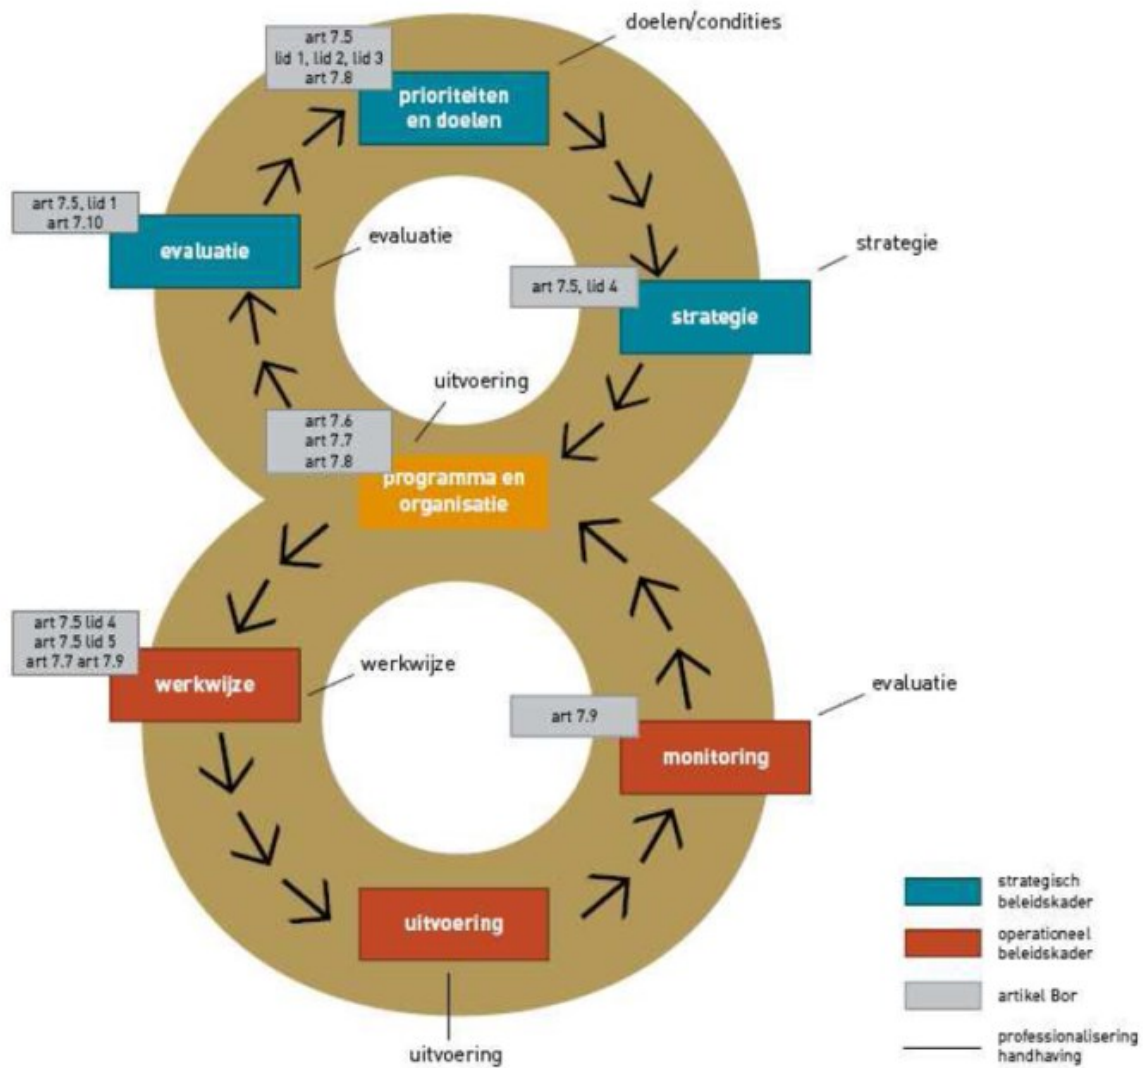 doelen/condities
art 7.5
lid 1, lid 2, lid 3
art 7.8
prioriteiten
en doelen
art 7.5, lid 1
art 7.10
evaluatie
evaluatie
strategie
art 7.5, lid 4
strategie
uitvoering
art 7.6
art 7.7
art 7.8
programma en
organisatie
art 7.5 lid 4
art 7.5 lid 5
art 7.7 art 7.9
werkwijze
werkwijze
evaluatie
art 7.9
monitoring
uitvoering
uitvoering
strategisch
beleidskader
operationeel
beleidskader
artikel Bor
professionalisering
handhaving